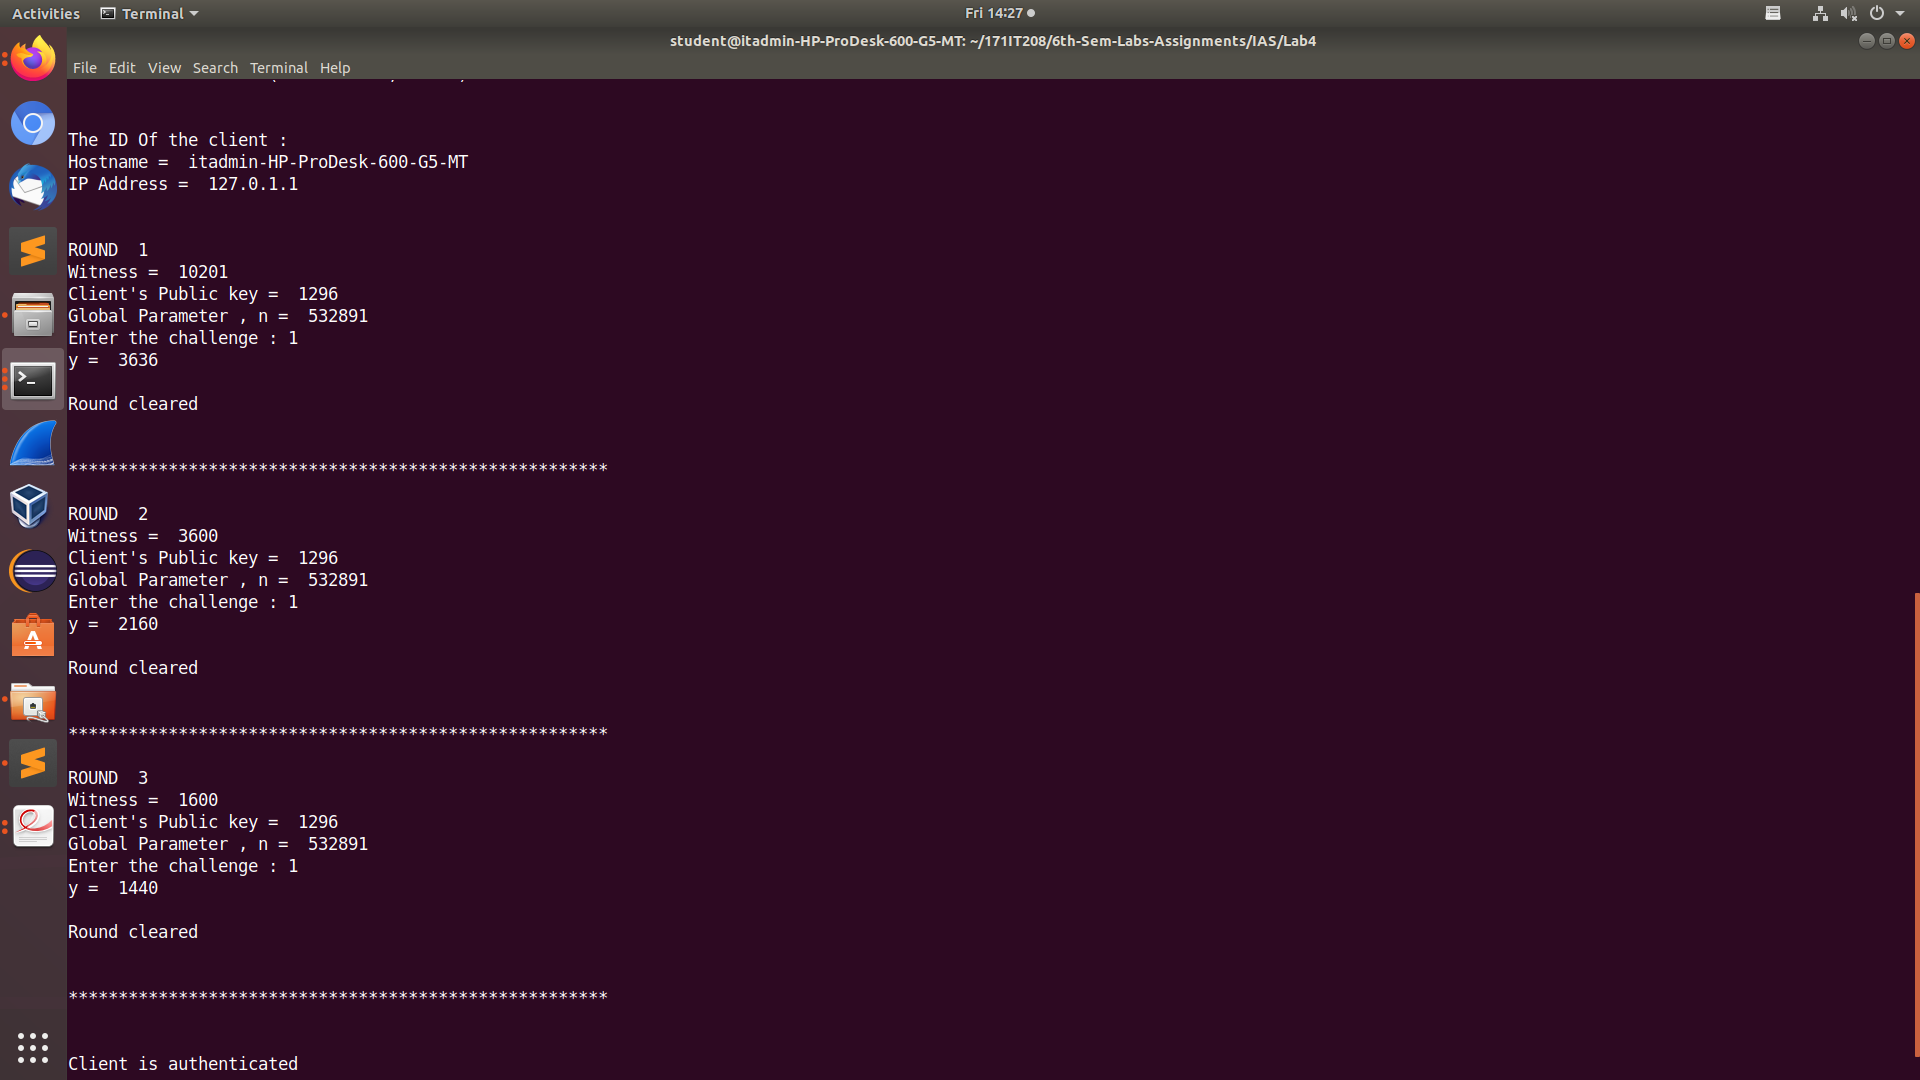 Activities
Terminal
Fri 14:27
student@itadmin-HP-ProDesk-600-G5-MT: ~/171IT208/6th-Sem-Labs-Assignments/IAS/Lab4
File Edit View Search Terminal Help
The ID Of the client :
Hostname =  itadmin-HP-ProDesk-600-G5-MT
IP Address =  127.0.1.1
ROUND  1
Witness =  10201
Client's Public key =  1296
Global Parameter , n =  532891
Enter the challenge : 1
y =  3636
Round cleared
******************************************************
ROUND  2
Witness =  3600
Client's Public key =  1296
Global Parameter , n =  532891
Enter the challenge : 1
y =  2160
Round cleared
******************************************************
ROUND  3
Witness =  1600
Client's Public key =  1296
Global Parameter , n =  532891
Enter the challenge : 1
y =  1440
Round cleared
******************************************************
Client is authenticated